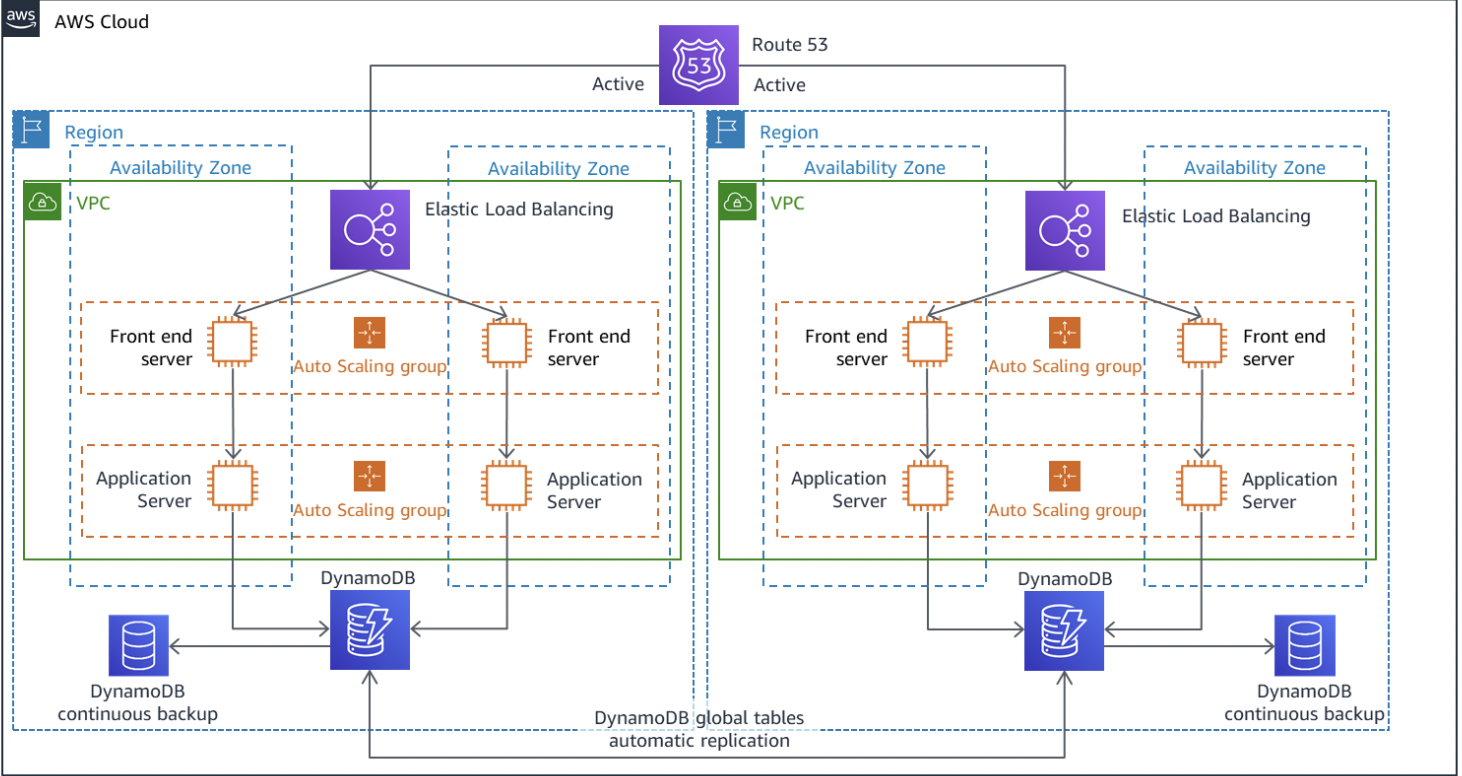 aws
AWS Cloud
Route 53
53
Active
Active
Region
Region
Availability Zone
Availability Zone
Availability Zone
Availability Zone
VPC
Elastic Load Balancing
VPC
Elastic Load Balancing
Front end
server
Auto Scaling group
Front end
server
Front end
server
Auto Scaling group
Front end
server
Application
Server
Auto Scaling group
Application
Server
Application
Server
Auto Scaling group
Application
Server
DynamoDB
DynamoDB
DynamoDB
continuous backup
DynamoDB global tables
automatic replication
DynamoDB
continuous backup